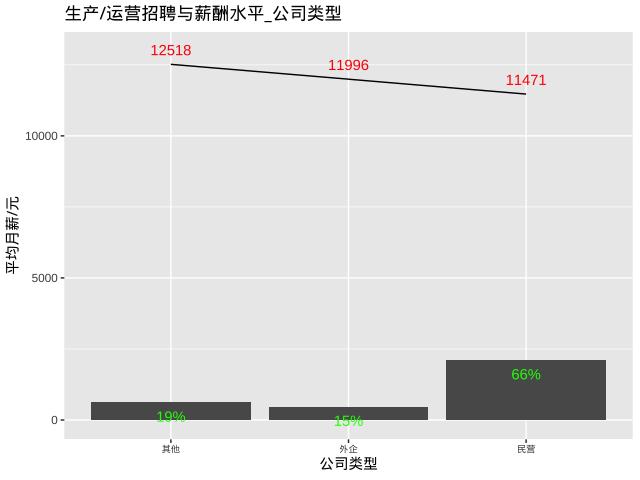 生产/运营招聘与薪酬水平_公司类型
12518
11996
11471
10000
5000
0
平均月薪/元
19%
15%
66%
其他
外企
民营
公司类型